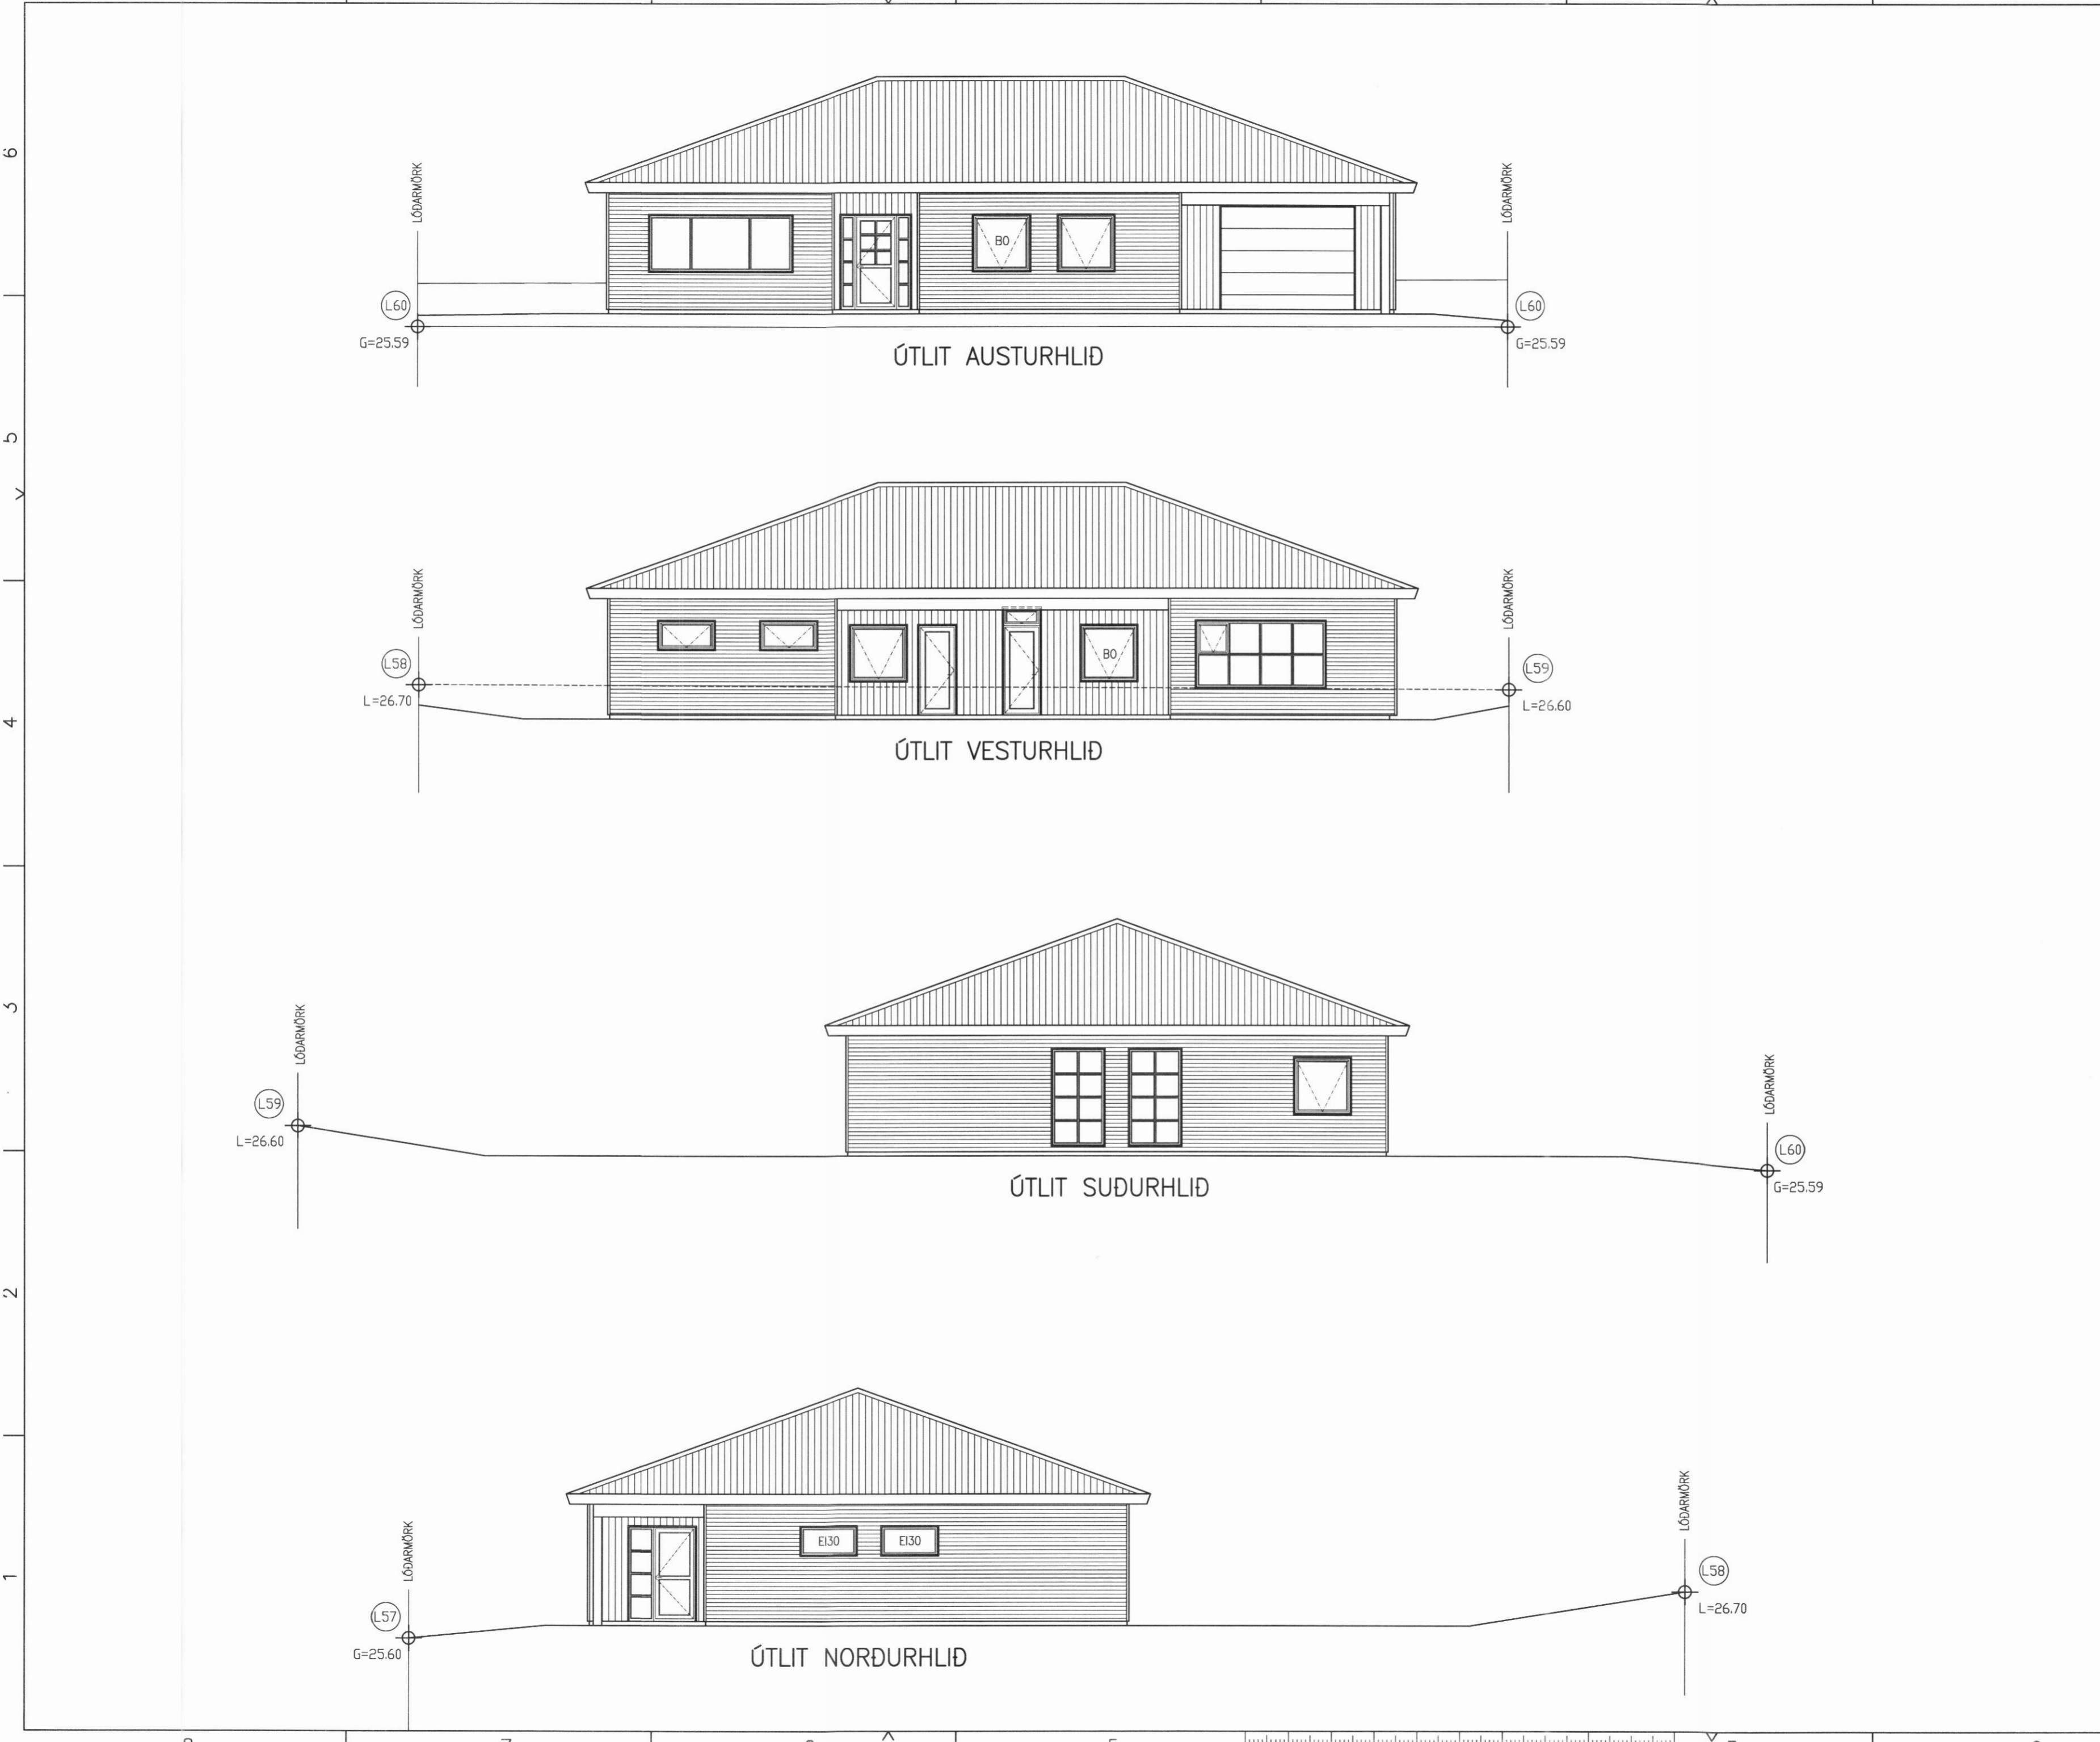 6
LÓÐARMÖRK
LÓÐARMÖRK
BO
L60
G=25.59
L60
G=25.59
ÚTLIT AUSTURHLIÐ
5
LÓÐARMÖRK
LÓÐARMÖRK
BO
L58
L=26.70
L59
L=26.60
4
ÚTLIT VESTURHLIÐ
3
LÓÐARMÖRK
LÓÐARMÖRK
L59
L=26.60
L60
G=25.59
ÚTLIT SUÐURHLIÐ
2
LÓÐARMÖRK
LÓÐARMÖRK
EI30 EI30
1
L58
L=26.70
L57
G=25.60
ÚTLIT NORÐURHLIÐ